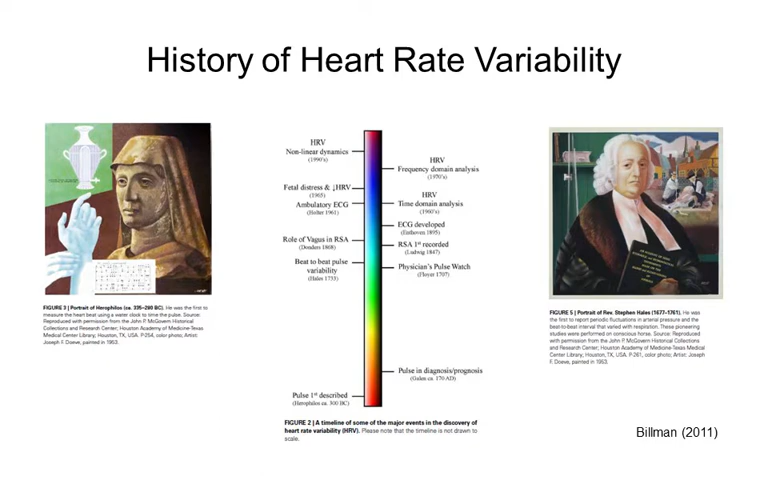 History of Heart Rate Variability
FIGURE 3 | Portrait of Herophilos (ca. 335–280 BC). He was the first to
measure the heart beat using a water clock to time the pulse. Source:
Reproduced with permission from the John P. McGovern Historical
Collections and Research Center; Houston Academy of Medicine-Texas
Medical Center Library; Houston, TX, USA. P-254, color photo; Artist:
Joseph F. Doeve, painted in 1953.
HRV
Non-linear dynamics
(1990's)
HRV
Frequency domain analysis
(1970's)
Fetal distress & ↓HRV
(1965)
HRV
Time domain analysis
(1960's)
Ambulatory ECG
(Holter 1961)
ECG developed
(Einthoven 1895)
Role of Vagus in RSA
(Donders 1868)
RSA 1st recorded
(Ludwig 1847)
Beat to beat pulse
variability
(Hales 1733)
Physician's Pulse Watch
(Floyer 1707)
Pulse in diagnosis/prognosis
(Galen ca. 170 AD)
Pulse 1st described
(Herophilos ca. 300 BC)
FIGURE 2 | A timeline of some of the major events in the discovery of
heart rate variability (HRV). Please note that the timeline is not drawn to
scale.
FIGURE 5 | Portrait of Rev. Stephen Hales (1677–1761). He was
the first to report periodic fluctuations in arterial pressure and the
beat-to-beat interval that varied with respiration. These pioneering
studies were performed on conscious horse. Source: Reproduced
with permission from the John P. McGovern Historical Collections
and Research Center; Houston Academy of Medicine-Texas Medical
Center Library; Houston, TX, USA. P-261, color photo; Artist: Joseph
F. Doeve, painted in 1953.
Billman (2011)